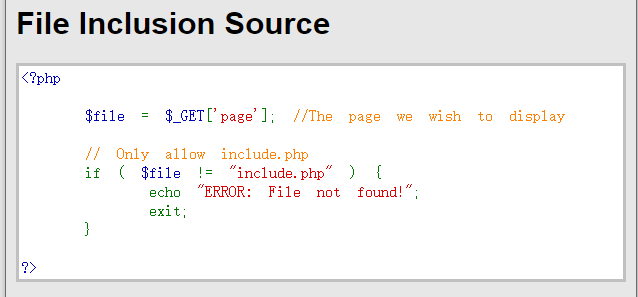 File Inclusion Source
<?php
$file = $_GET['page']; //The page we wish to display
// Only allow include.php
if ( $file != "include.php" ) {
echo "ERROR: File not found!";
exit;
}
?>